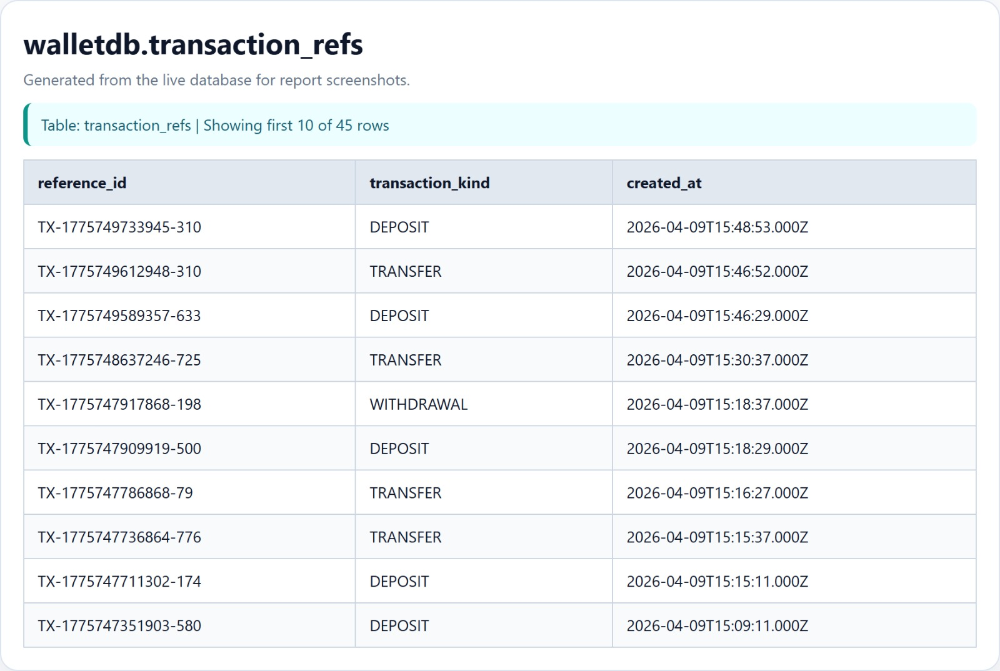 walletdb.transaction_refs
Generated from the live database for report screenshots.
Table: transaction_refs | Showing first 10 of 45 rows
reference_id transaction_kind created_at
TX-1775749733945-310 DEPOSIT 2026-04-09T15:48:53.000Z
TX-1775749612948-310 TRANSFER 2026-04-09T15:46:52.000Z
TX-1775749589357-633 DEPOSIT 2026-04-09T15:46:29.000Z
TX-1775748637246-725 TRANSFER 2026-04-09T15:30:37.000Z
TX-1775747917868-198 WITHDRAWAL 2026-04-09T15:18:37.000Z
TX-1775747909919-500 DEPOSIT 2026-04-09T15:18:29.000Z
TX-1775747786868-79 TRANSFER 2026-04-09T15:16:27.000Z
TX-1775747736864-776 TRANSFER 2026-04-09T15:15:37.000Z
TX-1775747711302-174 DEPOSIT 2026-04-09T15:15:11.000Z
TX-1775747351903-580 DEPOSIT 2026-04-09T15:09:11.000Z